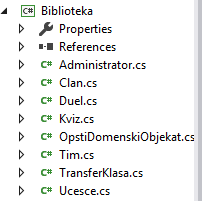 C# Biblioteka
Properties
References
C# Administrator.cs
C# Clan.cs
C# Duel.cs
C# Kviz.cs
C# OpstiDomenskiObjekat.cs
C# Tim.cs
C# TransferKlasa.cs
C# Ucesce.cs